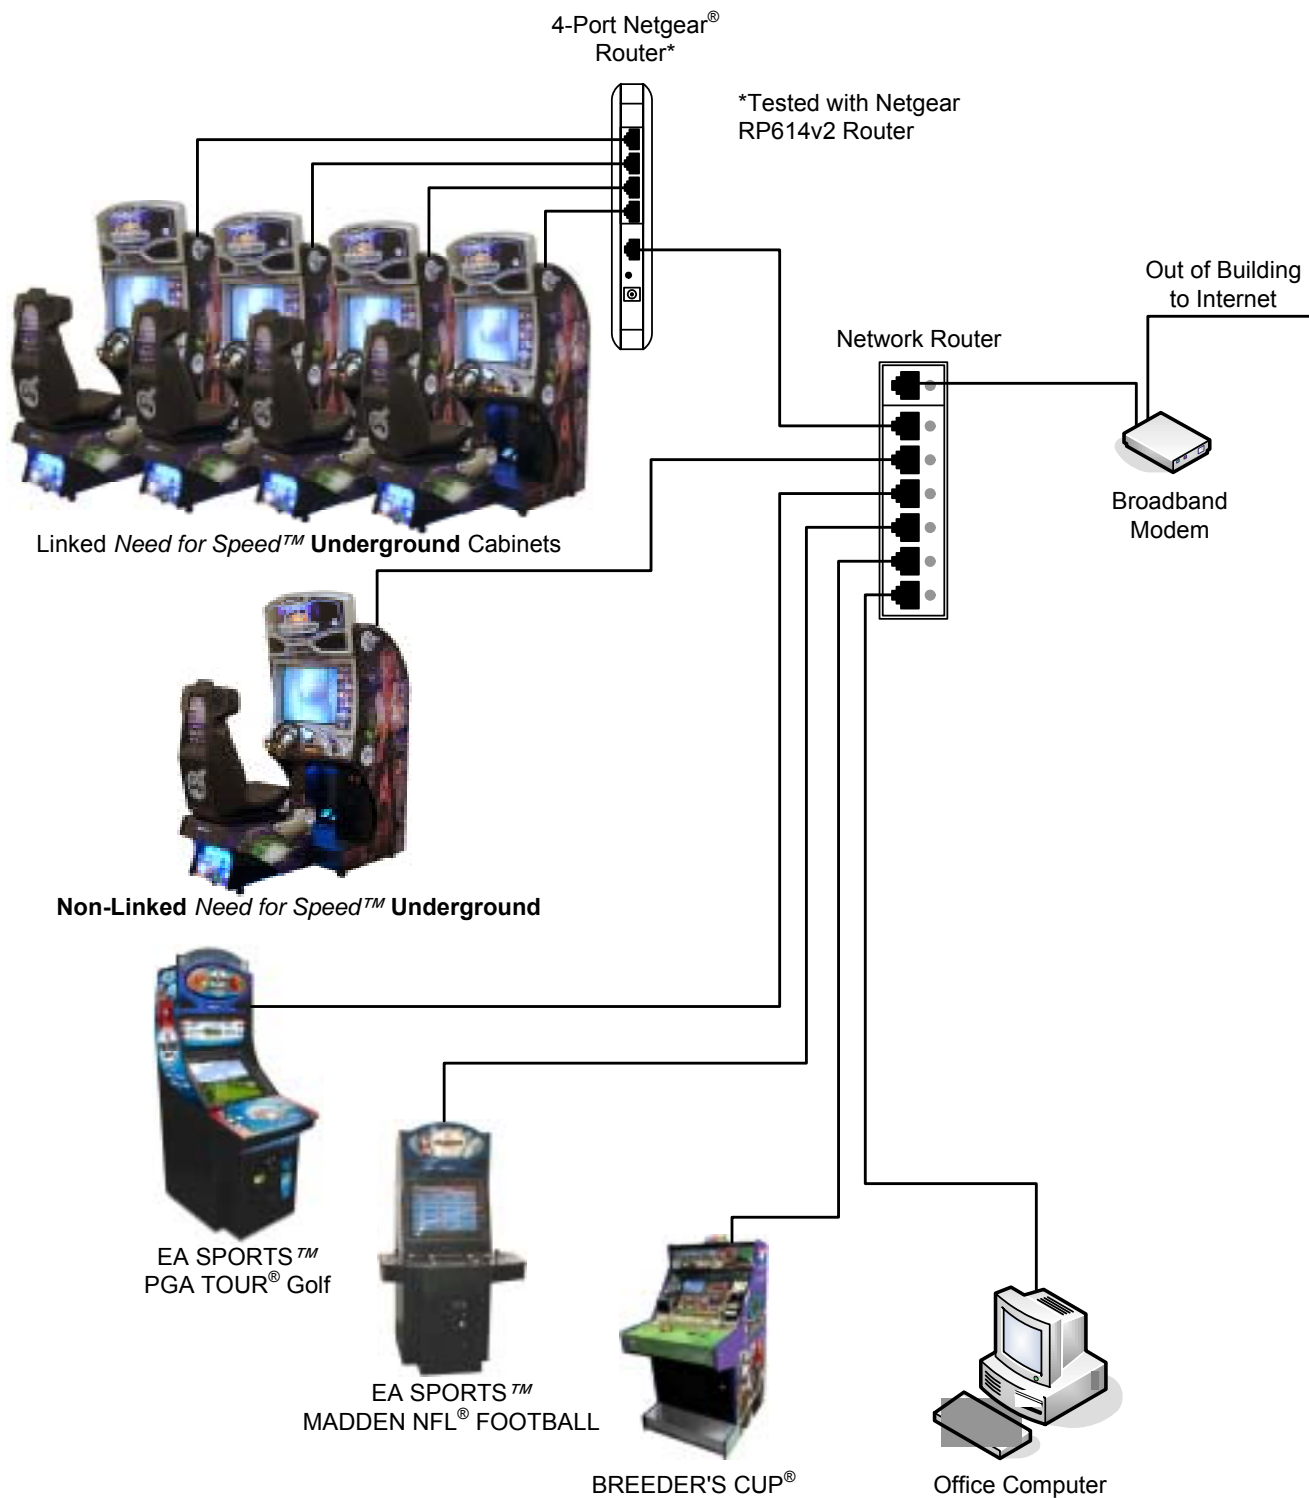 4-Port Netgear®
Router*
*Tested with Netgear
RP614v2 Router
Out of Building
to Internet
Network Router
Broadband
Modem
Linked Need for Speed™ Underground Cabinets
Non-Linked Need for Speed™ Underground
EA SPORTS™
PGA TOUR® Golf
EA SPORTS™
MADDEN NFL® FOOTBALL
BREEDER'S CUP®
Office Computer